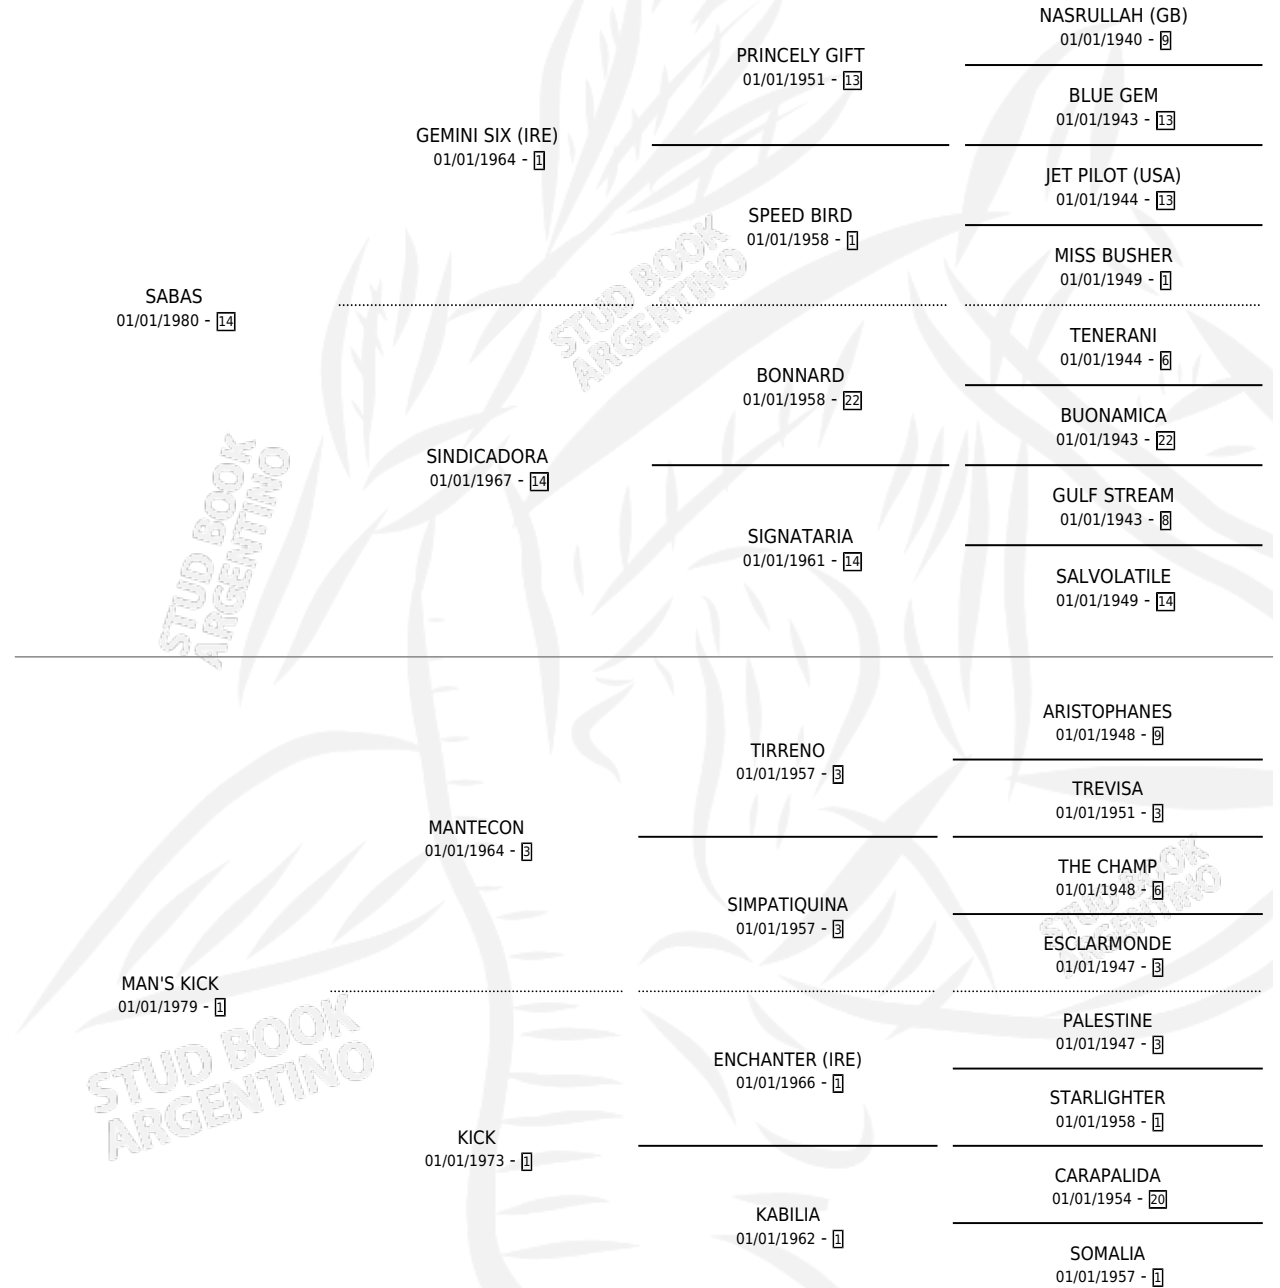 NASRULLAH (GB)
01/01/1940 - 9
PRINCELY GIFT
01/01/1951 - 13
BLUE GEM
01/01/1943 - 13
GEMINI SIX (IRE)
01/01/1964 - 1
JET PILOT (USA)
01/01/1944 - 13
SPEED BIRD
01/01/1958 - 1
MISS BUSHER
01/01/1949 - 1
SABAS
01/01/1980 - 14
STUD BOOK
ARGENTINO
TENERANI
01/01/1944 - 6
BONNARD
01/01/1958 - 22
BUONAMICA
01/01/1943 - 22
SINDICADORA
01/01/1967 - 14
GULF STREAM
01/01/1943 - 8
SIGNATARIA
01/01/1961 - 14
SALVOLATILE
01/01/1949 - 14
STUD BOOK
ARGENTINO
ARISTOPHANES
01/01/1948 - 9
TIRRENO
01/01/1957 - 3
TREVISA
01/01/1951 - 3
MANTECON
01/01/1964 - 3
THE CHAMP
01/01/1948 - 6
SIMPATIQUINA
01/01/1957 - 3
ESCLARMONDE
01/01/1947 - 3
STUD BOOK
ARGENTINO
MAN'S KICK
01/01/1979 - 1
PALESTINE
01/01/1947 - 3
ENCHANTER (IRE)
01/01/1966 - 1
STARLIGHTER
01/01/1958 - 1
STUD BOOK
ARGENTINO
KICK
01/01/1973 - 1
CARAPALIDA
01/01/1954 - 20
KABILIA
01/01/1962 - 1
SOMALIA
01/01/1957 - 1